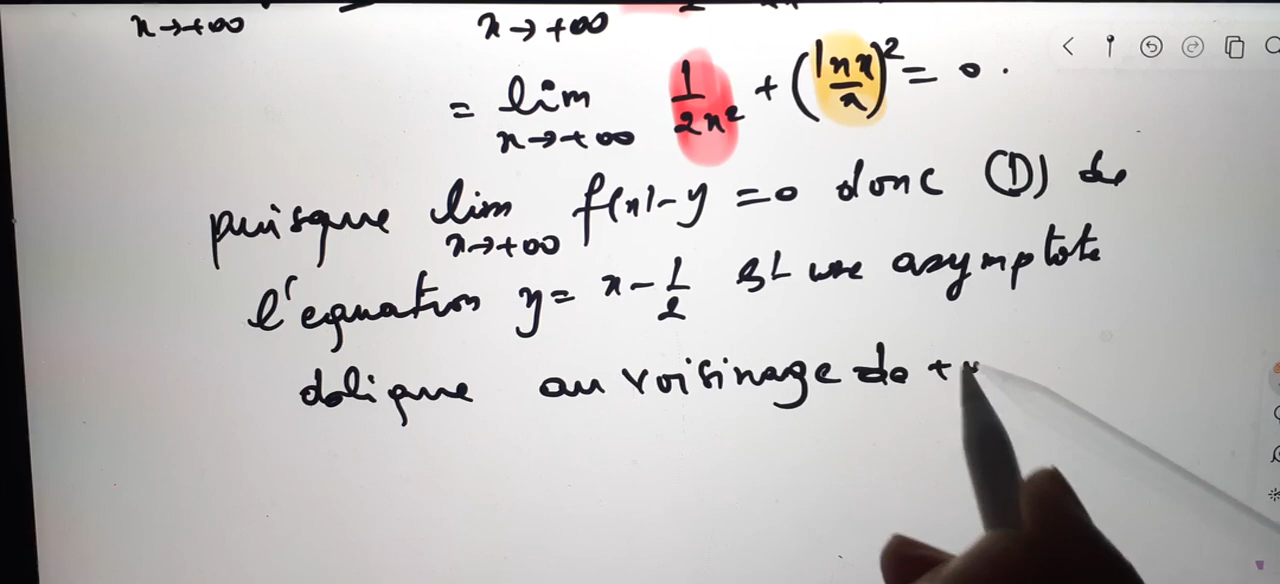 x→+∞ x→+∞
= lim x→+∞ 1/2x² + (ln x/x)² = 0.
puisque lim x→+∞ f(x)-y = 0 donc (D) de
l'equation y = x - 1/2 est une asymptote
oblique au voisinage de +